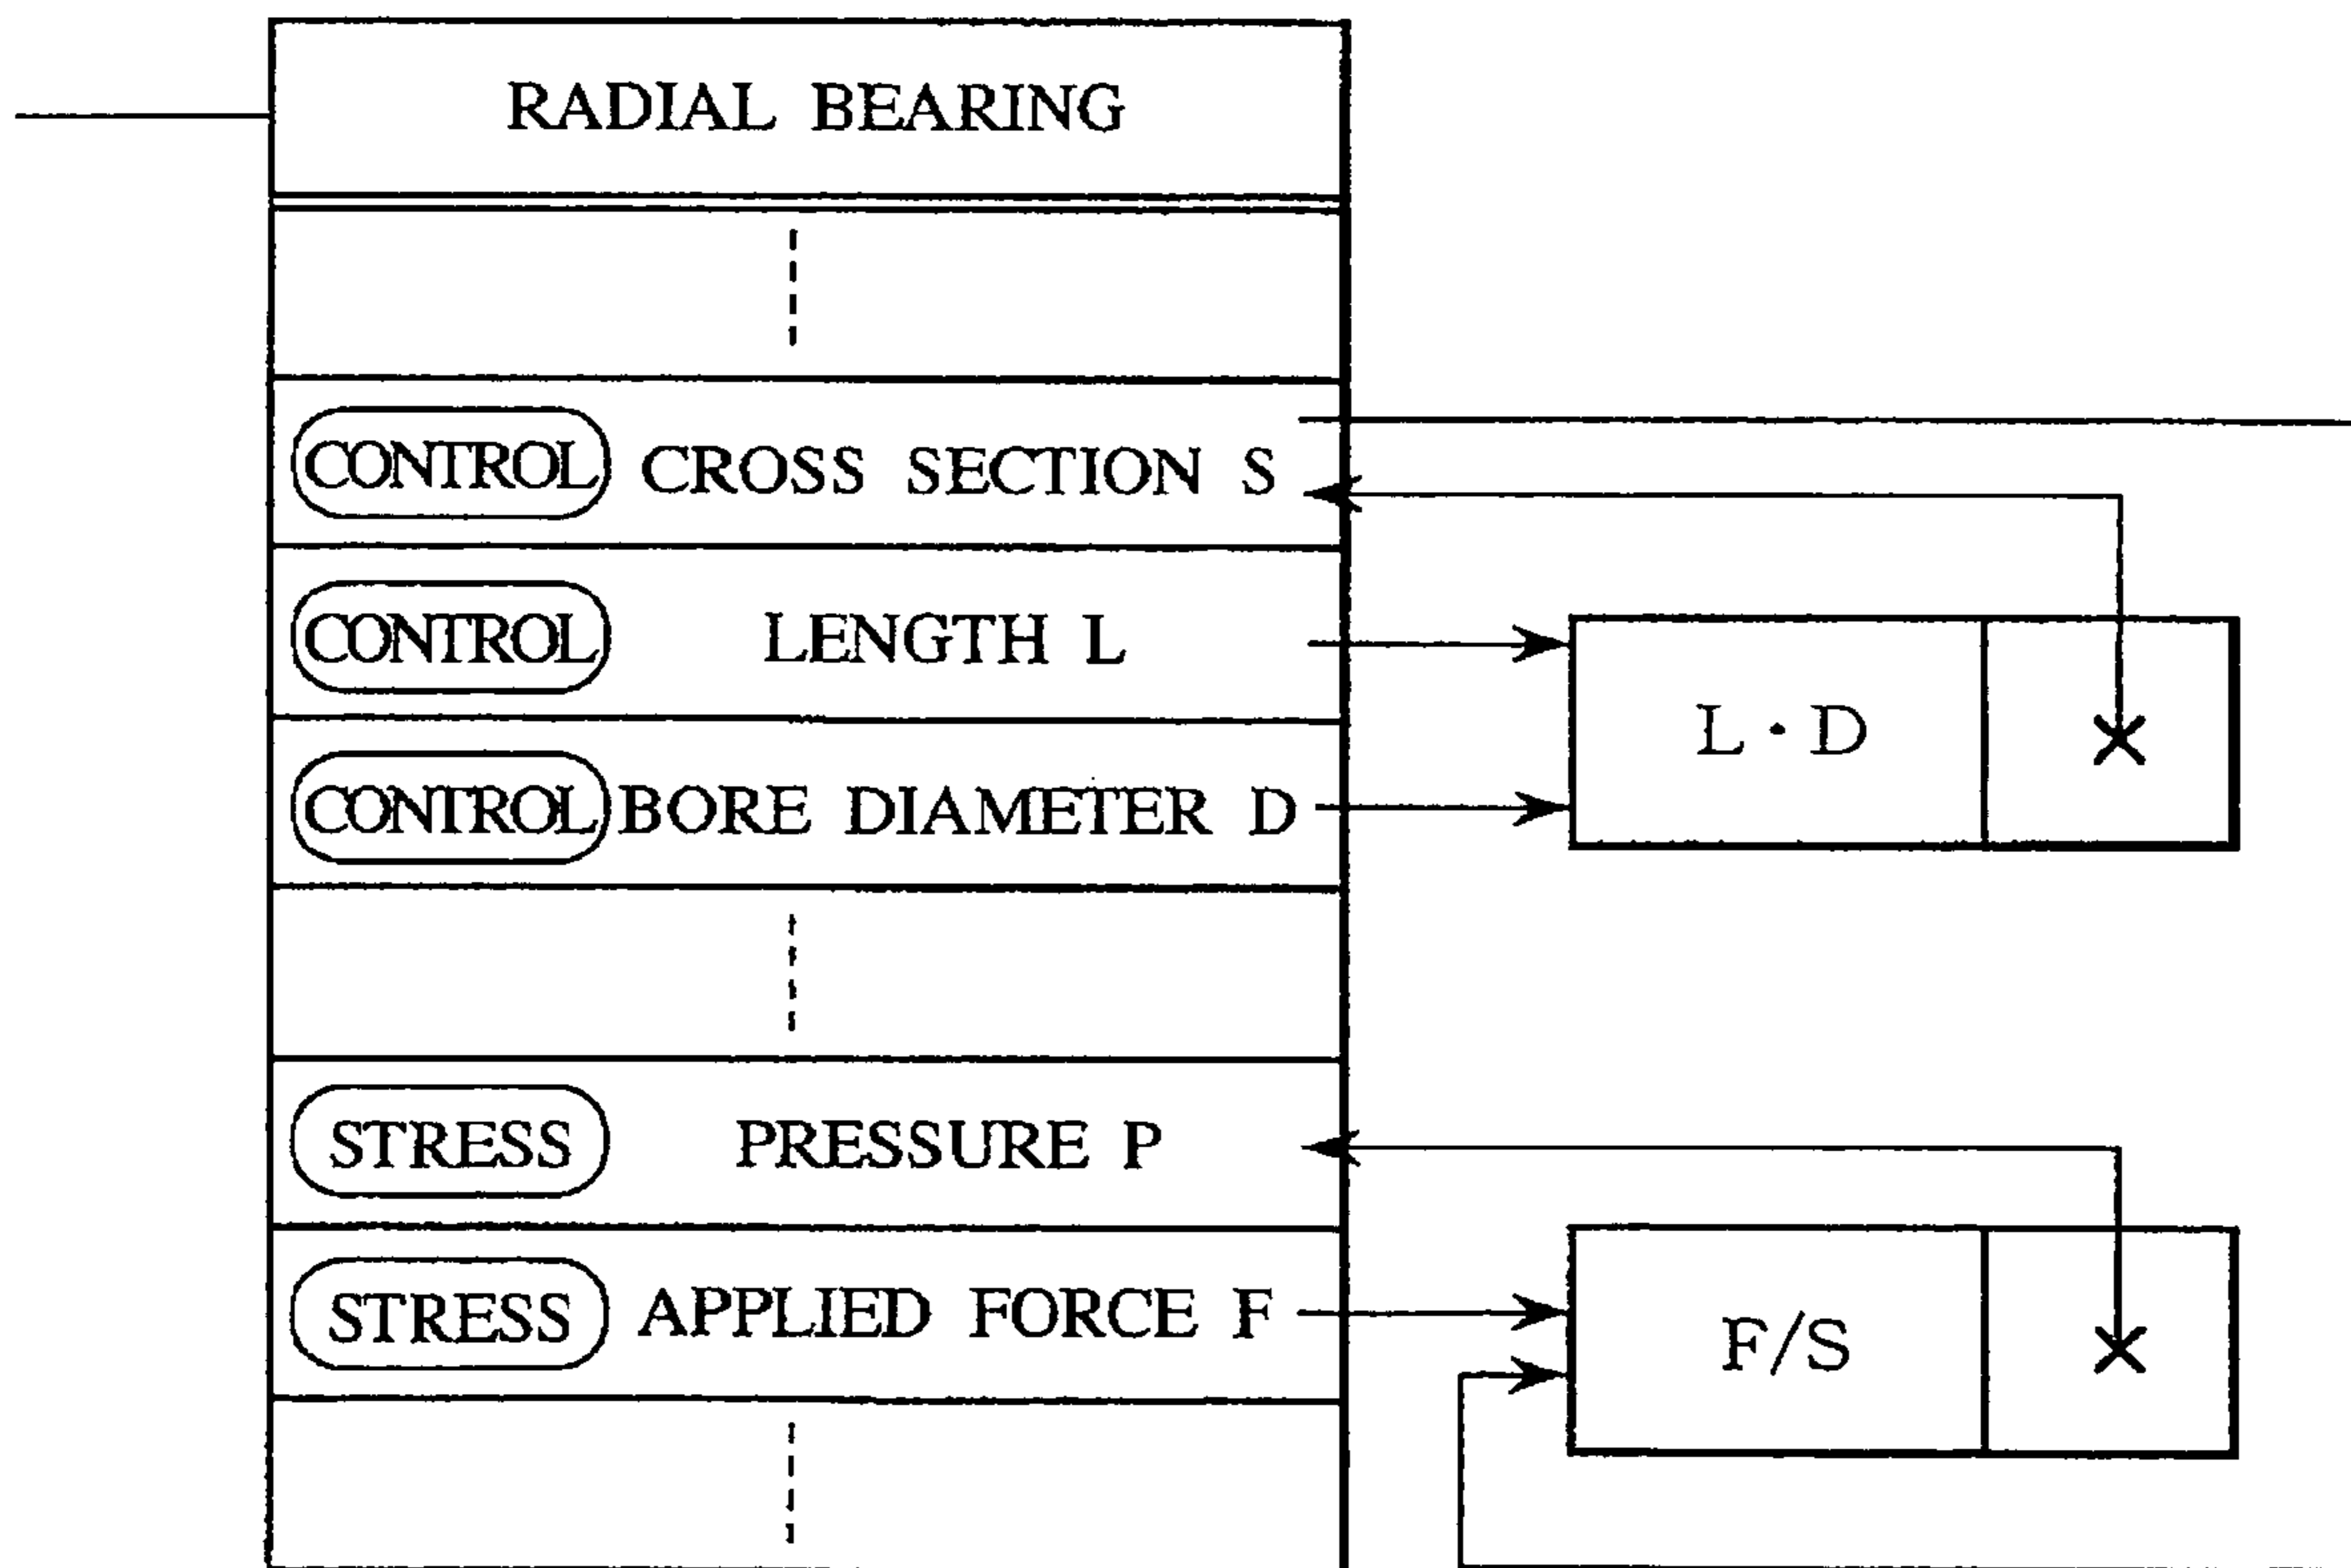 RADIAL BEARING
CONTROL CROSS SECTION S
CONTROL LENGTH L
CONTROL BORE DIAMETER D
L·D
STRESS PRESSURE P
STRESS APPLIED FORCE F
F/S